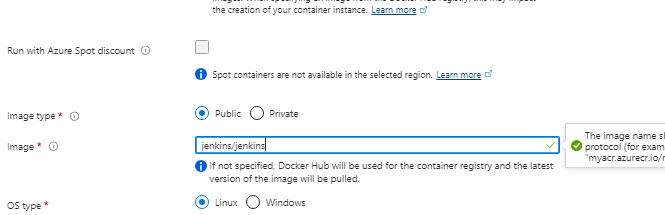 the creation of your container instance. Learn more
Run with Azure Spot discount
Spot containers are not available in the selected region. Learn more
Image type *
Public
Private
Image *
jenkins/jenkins
The image name s
protocol (for exam
"myacr.azurecr.io/
If not specified, Docker Hub will be used for the container registry and the latest
version of the image will be pulled.
OS type *
Linux
Windows